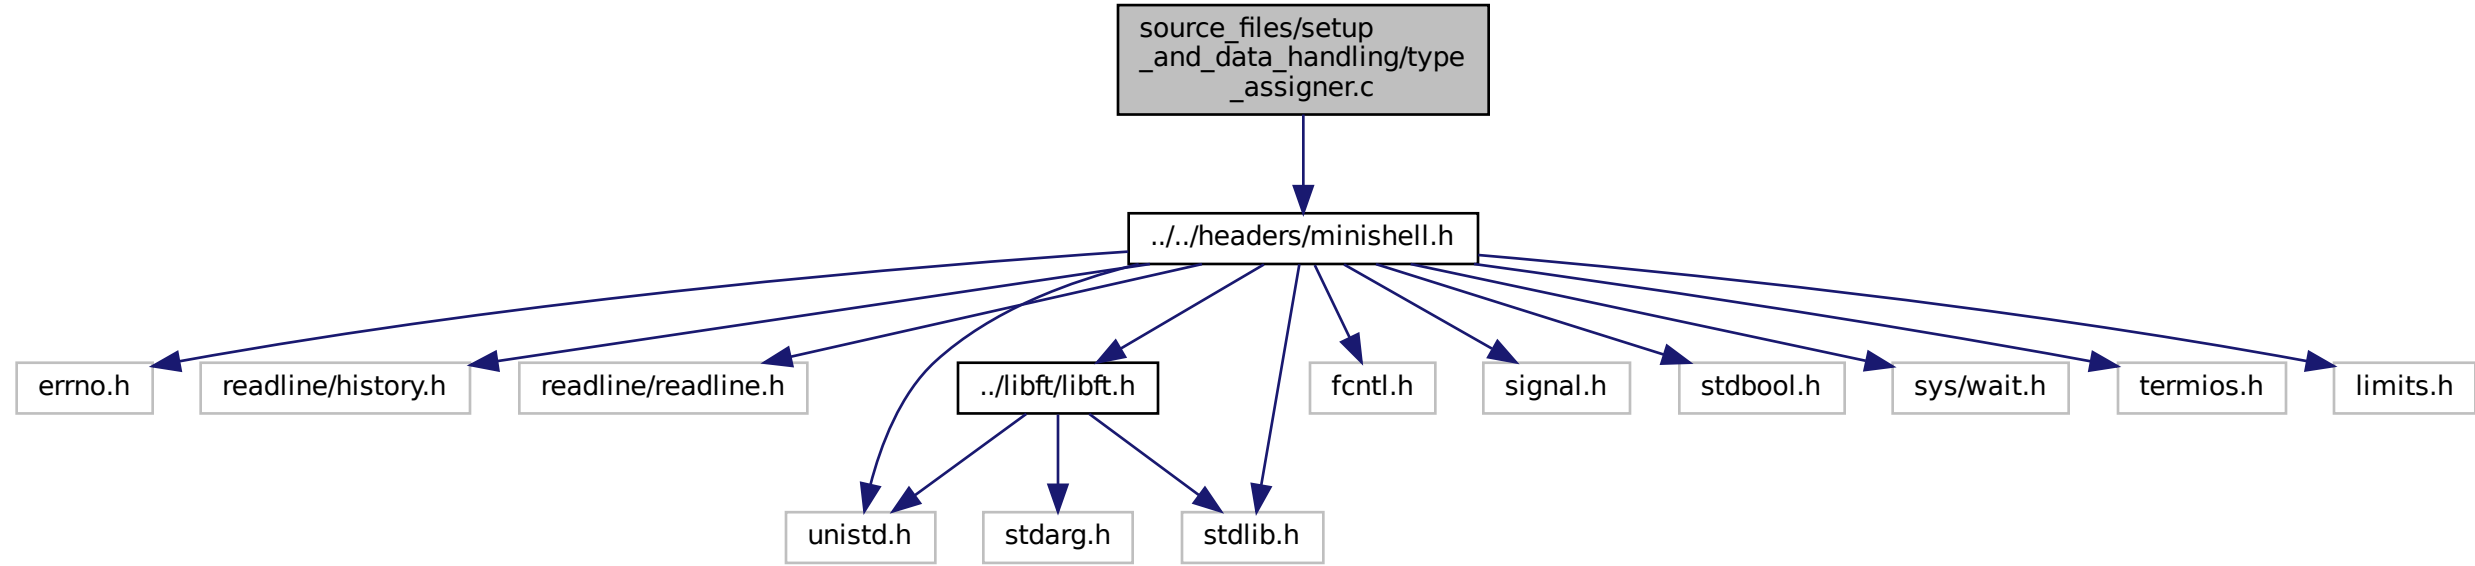 source_files/setup
_and_data_handling/type
_assigner.c
../../headers/minishell.h
errno.h
readline/history.h
readline/readline.h
../libft/libft.h
fcntl.h
signal.h
stdbool.h
sys/wait.h
termios.h
limits.h
unistd.h
stdarg.h
stdlib.h